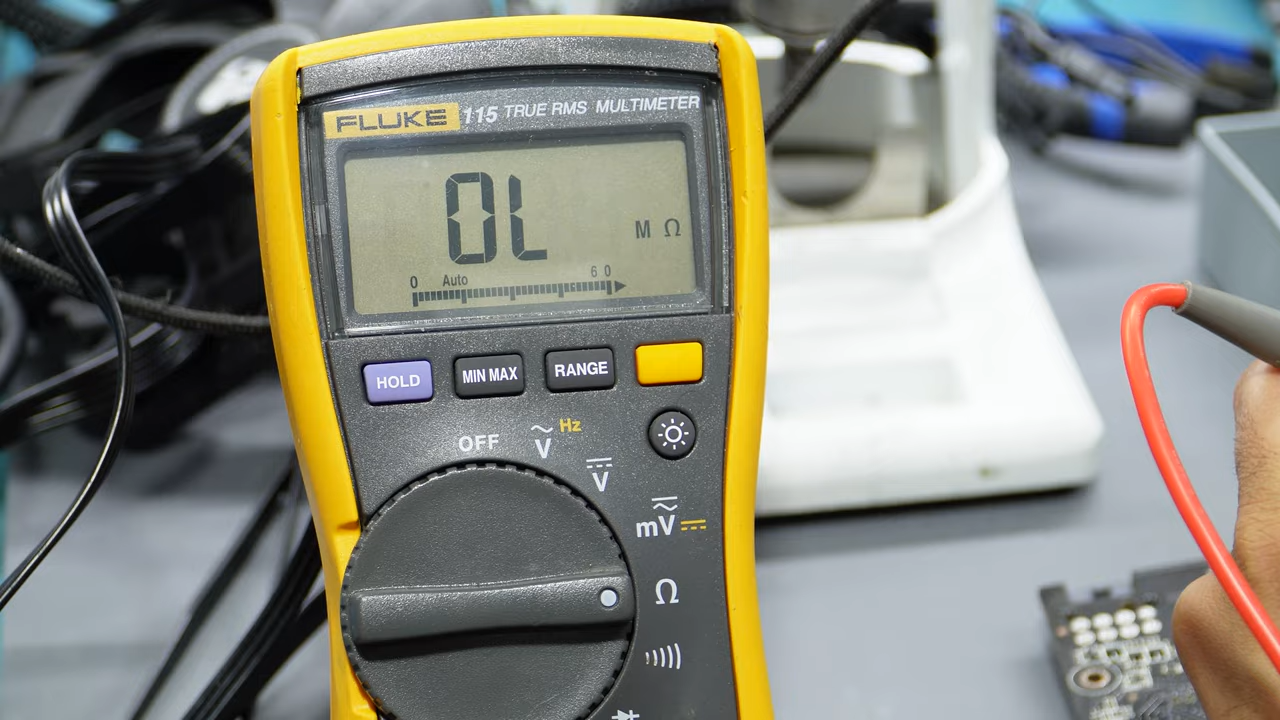 FLUKE 115 TRUE RMS MULTIMETER
0L
M Ω
0 Auto 60
HOLD
MIN MAX
RANGE
OFF
V Hz
V
mV
Ω